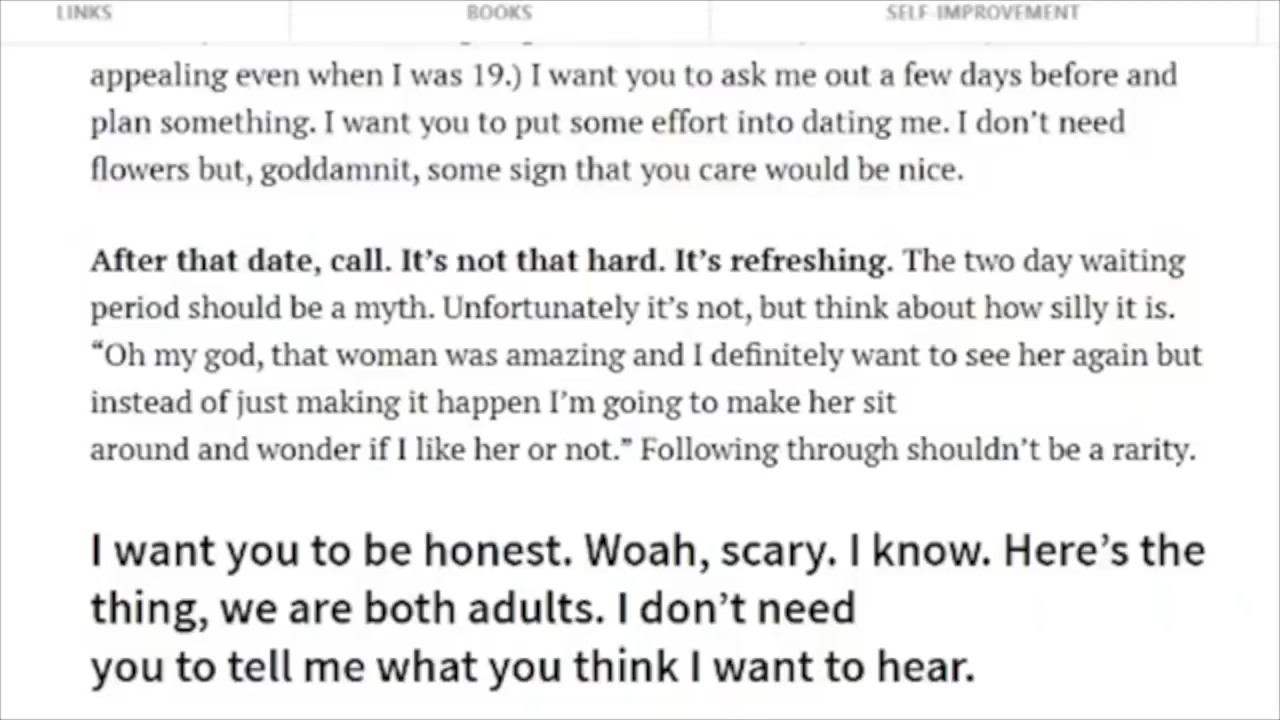 LINKS
BOOKS
SELF-IMPROVEMENT
appealing even when I was 19.) I want you to ask me out a few days before and
plan something. I want you to put some effort into dating me. I don’t need
flowers but, goddamnit, some sign that you care would be nice.
After that date, call. It’s not that hard. It’s refreshing. The two day waiting
period should be a myth. Unfortunately it’s not, but think about how silly it is.
“Oh my god, that woman was amazing and I definitely want to see her again but
instead of just making it happen I’m going to make her sit
around and wonder if I like her or not.” Following through shouldn’t be a rarity.
I want you to be honest. Woah, scary. I know. Here’s the
thing, we are both adults. I don’t need
you to tell me what you think I want to hear.